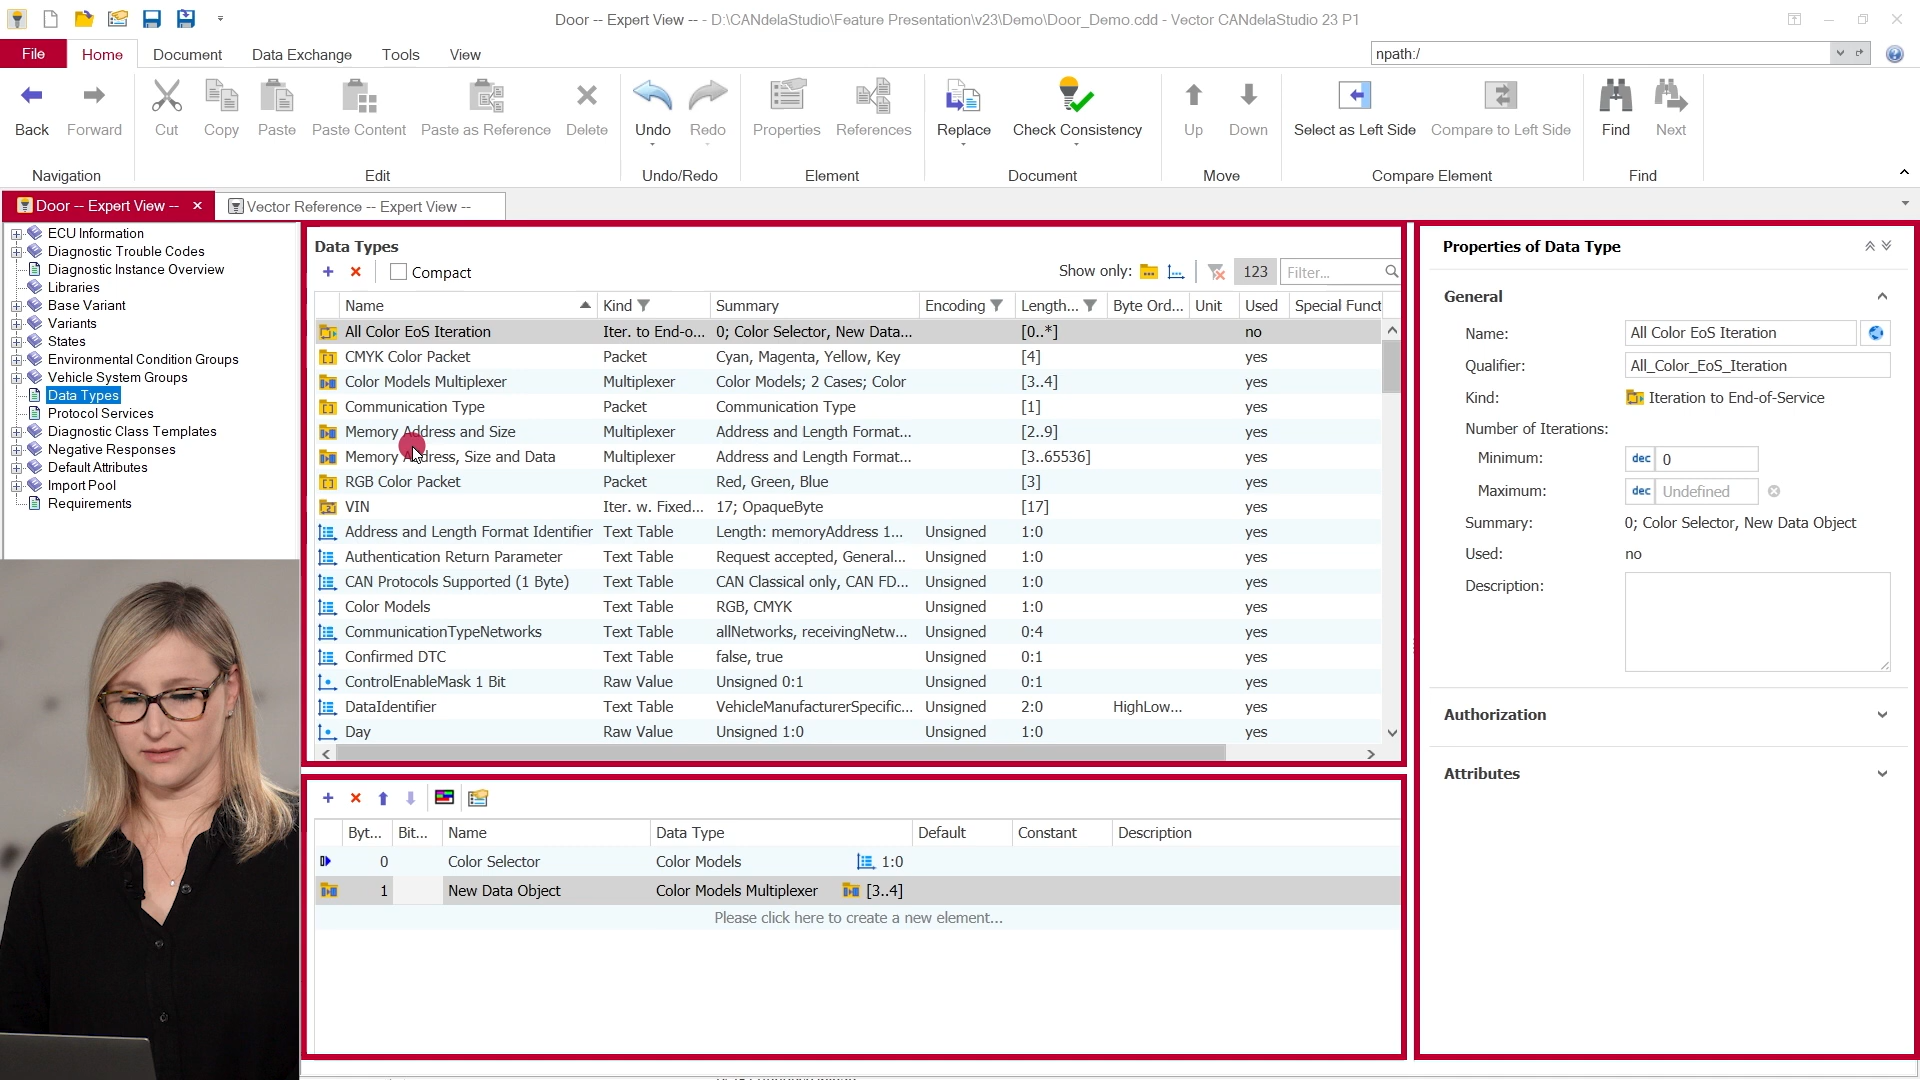 Door -- Expert View -- - D:\CANdelaStudio\Feature Presentation\v23\Demo\Door_Demo.cdd - Vector CANdelaStudio 23 P1
File Home Document Data Exchange Tools View npath:/
Back Forward Cut Copy Paste Paste Content Paste as Reference Delete Undo Redo Properties References Replace Check Consistency Up Down Select as Left Side Compare to Left Side Find Next
Navigation Edit Undo/Redo Element Document Move Compare Element Find
Door -- Expert View -- Vector Reference -- Expert View --
ECU Information
Diagnostic Trouble Codes
Diagnostic Instance Overview
Libraries
Base Variant
Variants
States
Environmental Condition Groups
Vehicle System Groups
Data Types
Protocol Services
Diagnostic Class Templates
Negative Responses
Default Attributes
Import Pool
Requirements
Data Types
Compact Show only: 123 Filter...
Name Kind Summary Encoding Length... Byte Ord... Unit Used Special Funct
All Color EoS Iteration Iter. to End-o... 0; Color Selector, New Data... [0..*] no
CMYK Color Packet Packet Cyan, Magenta, Yellow, Key [4] yes
Color Models Multiplexer Multiplexer Color Models; 2 Cases; Color [3..4] yes
Communication Type Packet Communication Type [1] yes
Memory Address and Size Multiplexer Address and Length Format... [2..9] yes
Memory Address, Size and Data Multiplexer Address and Length Format... [3..65536] yes
RGB Color Packet Packet Red, Green, Blue [3] yes
VIN Iter. w. Fixed... 17; OpaqueByte [17] yes
Address and Length Format Identifier Text Table Length: memoryAddress 1... Unsigned 1:0 yes
Authentication Return Parameter Text Table Request accepted, General... Unsigned 1:0 yes
CAN Protocols Supported (1 Byte) Text Table CAN Classical only, CAN FD... Unsigned 1:0 yes
Color Models Text Table RGB, CMYK Unsigned 1:0 yes
CommunicationTypeNetworks Text Table allNetworks, receivingNetw... Unsigned 0:4 yes
Confirmed DTC Text Table false, true Unsigned 0:1 yes
ControlEnableMask 1 Bit Raw Value Unsigned 0:1 Unsigned 0:1 yes
DataIdentifier Text Table VehicleManufacturerSpecific... Unsigned 2:0 HighLow... yes
Day Raw Value Unsigned 1:0 Unsigned 1:0 yes
Byt... Bit... Name Data Type Default Constant Description
0 Color Selector Color Models 1:0
1 New Data Object Color Models Multiplexer [3..4]
Please click here to create a new element...
Properties of Data Type
General
Name: All Color EoS Iteration
Qualifier: All_Color_EoS_Iteration
Kind: Iteration to End-of-Service
Number of Iterations:
Minimum: dec 0
Maximum: dec Undefined
Summary: 0; Color Selector, New Data Object
Used: no
Description:
Authorization
Attributes